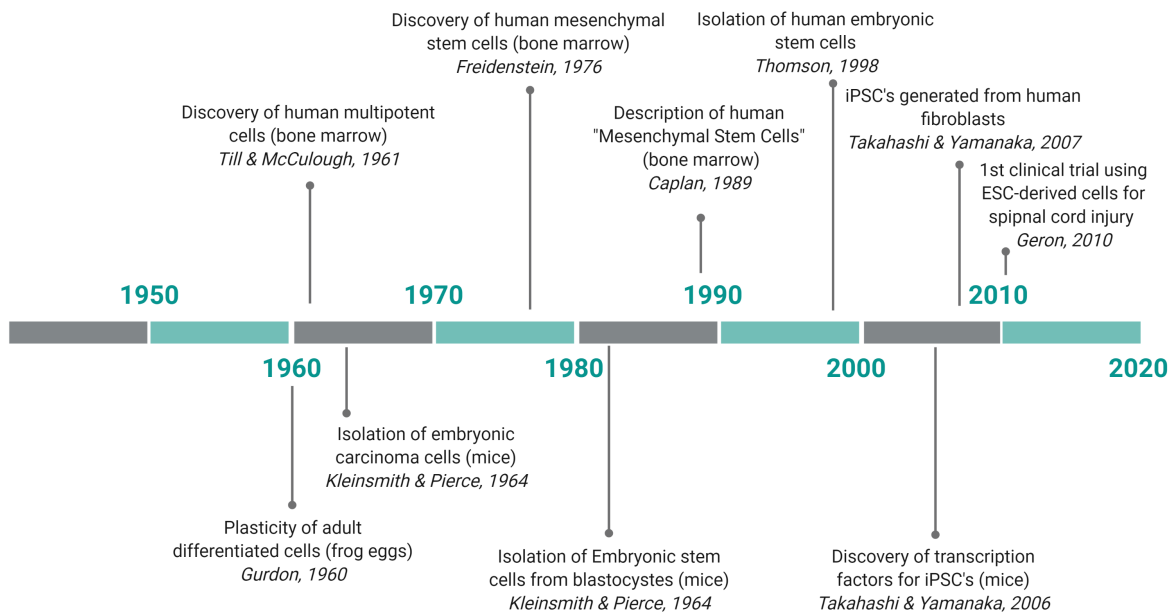 Discovery of human mesenchymal
stem cells (bone marrow)
Freidenstein, 1976
Isolation of human embryonic
stem cells
Thomson, 1998
iPSC's generated from human
fibroblasts
Takahashi & Yamanaka, 2007
Discovery of human multipotent
cells (bone marrow)
Till & McCulough, 1961
Description of human
"Mesenchymal Stem Cells"
(bone marrow)
Caplan, 1989
1st clinical trial using
ESC-derived cells for
spipnal cord injury
Geron, 2010
1950
1970
1990
2010
1960
1980
2000
2020
Isolation of embryonic
carcinoma cells (mice)
Kleinsmith & Pierce, 1964
Plasticity of adult
differentiated cells (frog eggs)
Gurdon, 1960
Isolation of Embryonic stem
cells from blastocystes (mice)
Kleinsmith & Pierce, 1964
Discovery of transcription
factors for iPSC's (mice)
Takahashi & Yamanaka, 2006